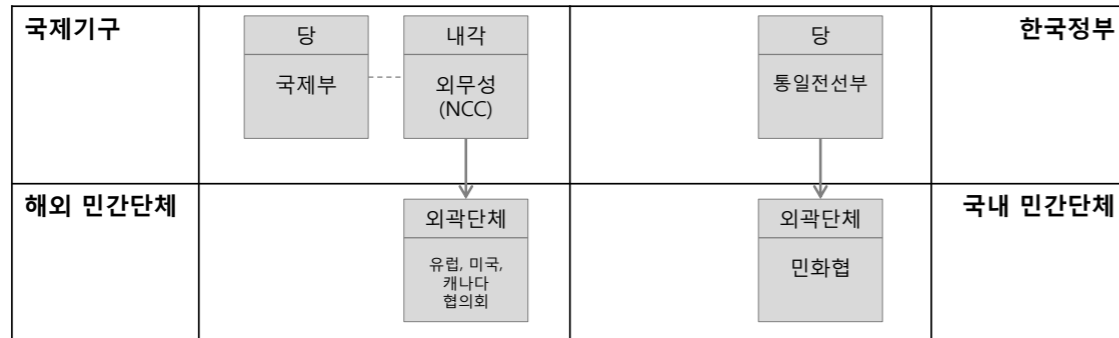 국제기구
당
국제부
내각
외무성
(NCC)
당
통일전선부
한국정부
해외 민간단체
외곽단체
유럽, 미국,
캐나다
협의회
외곽단체
민화협
국내 민간단체